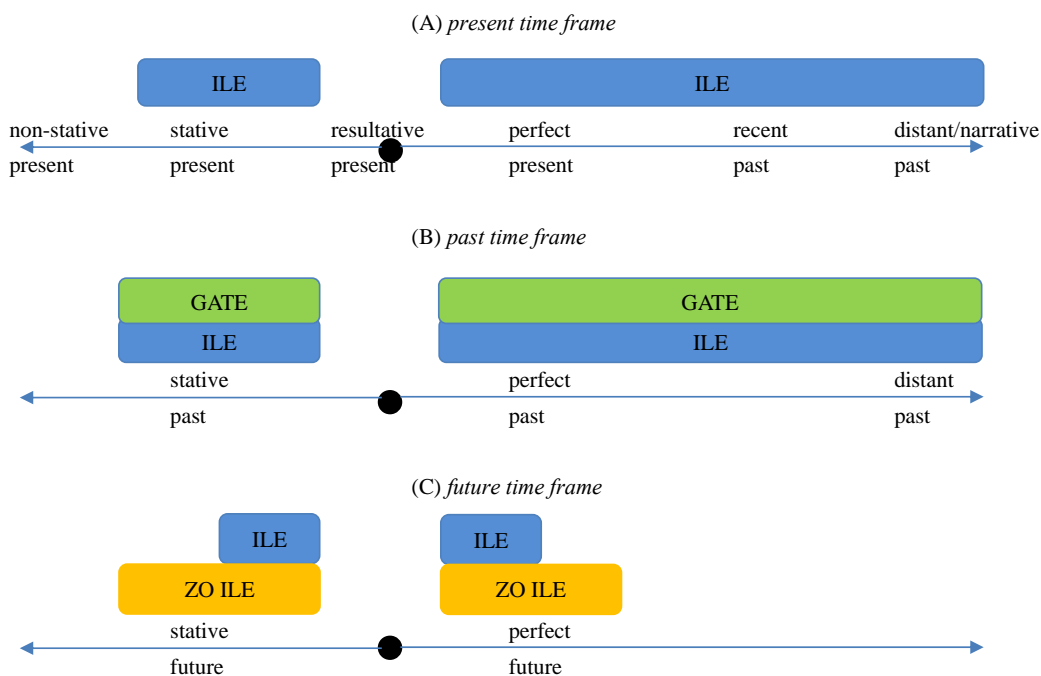 (A) present time frame
ILE ILE
non-stative stative resultative perfect recent distant/narrative
present present present present past past
(B) past time frame
GATE GATE
ILE ILE
stative perfect distant
past past past
(C) future time frame
ILE ILE
ZO ILE ZO ILE
stative perfect
future future